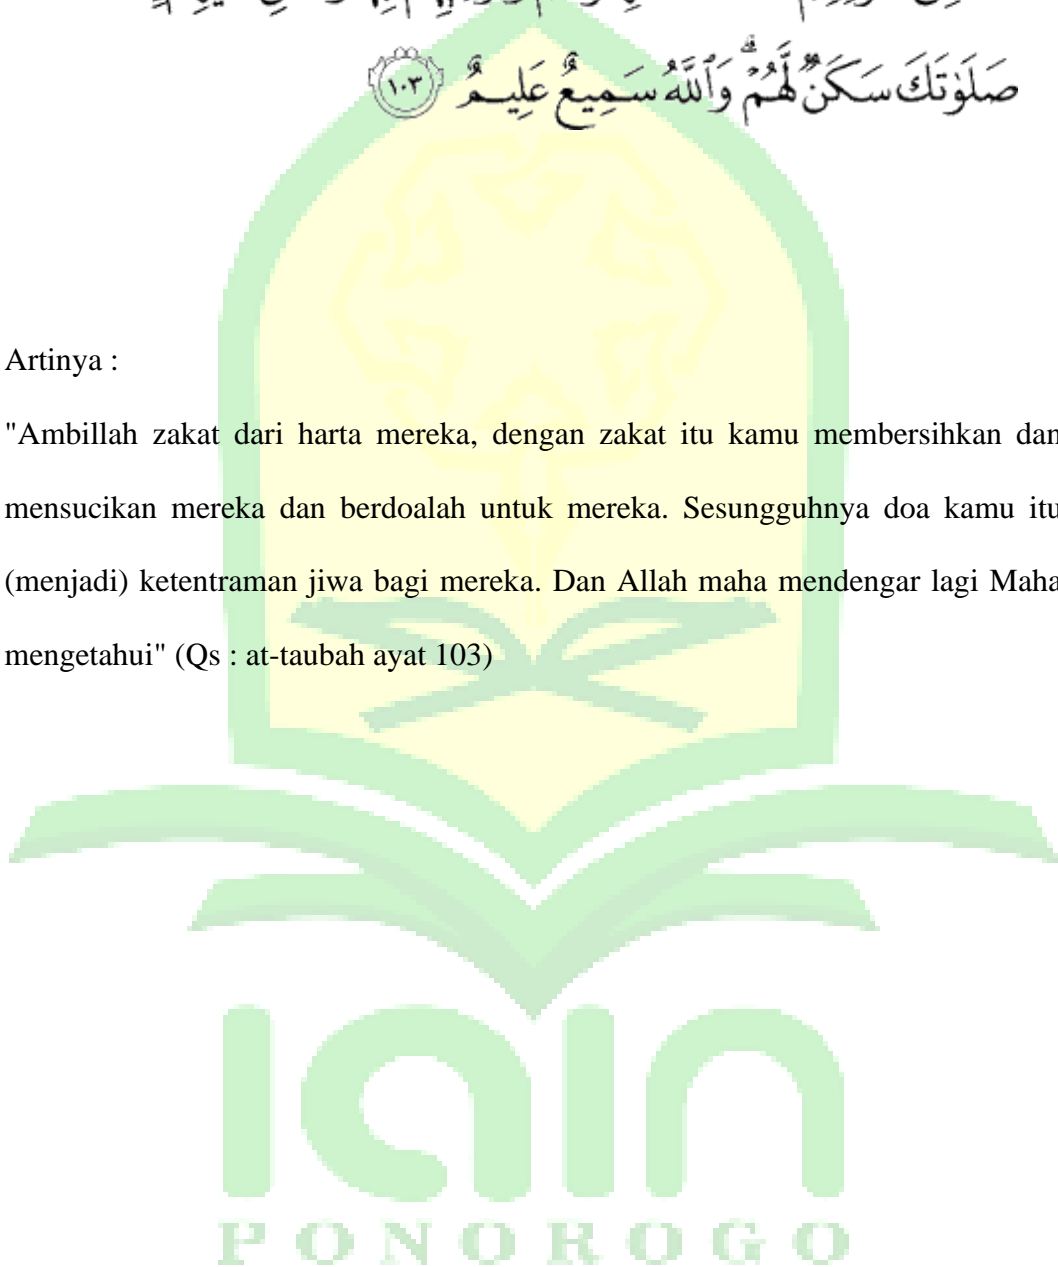 صَلَوٰتَكَ سَكَنٌ لَّهُمْ ۗ وَٱللَّهُ سَمِيعٌ عَلِيمٌ ١٠٣
Artinya :
"Ambillah zakat dari harta mereka, dengan zakat itu kamu membersihkan dan
mensucikan mereka dan berdoalah untuk mereka. Sesungguhnya doa kamu itu
(menjadi) ketentraman jiwa bagi mereka. Dan Allah maha mendengar lagi Maha
mengetahui" (Qs : at-taubah ayat 103)
IAIN
PONOROGO